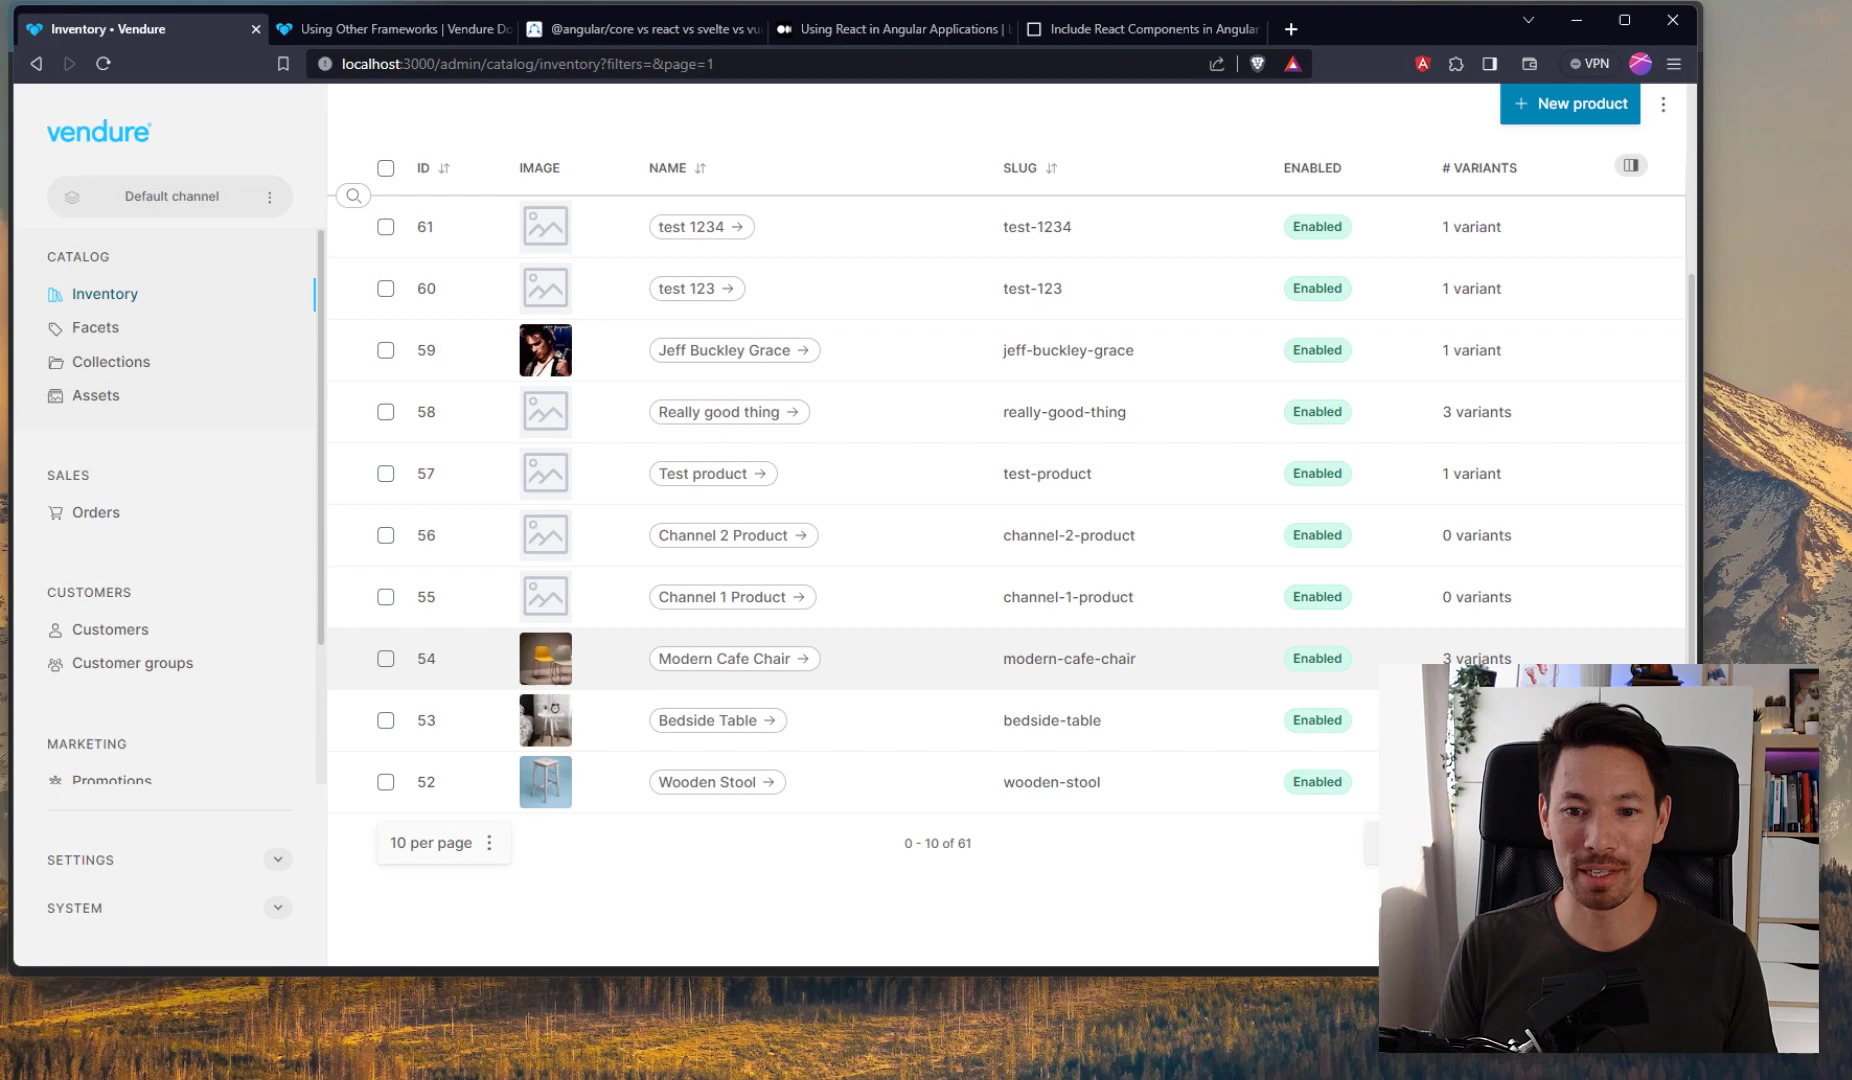 Inventory • Vendure
Using Other Frameworks | Vendure Do
@angular/core vs react vs svelte vs vu
Using React in Angular Applications |
Include React Components in Angular
localhost:3000/admin/catalog/inventory?filters=&page=1
VPN
vendure
Default channel
CATALOG
Inventory
Facets
Collections
Assets
SALES
Orders
CUSTOMERS
Customers
Customer groups
MARKETING
Promotions
SETTINGS
SYSTEM
New product
ID IMAGE NAME SLUG ENABLED # VARIANTS
61 test 1234 test-1234 Enabled 1 variant
60 test 123 test-123 Enabled 1 variant
59 Jeff Buckley Grace jeff-buckley-grace Enabled 1 variant
58 Really good thing really-good-thing Enabled 3 variants
57 Test product test-product Enabled 1 variant
56 Channel 2 Product channel-2-product Enabled 0 variants
55 Channel 1 Product channel-1-product Enabled 0 variants
54 Modern Cafe Chair modern-cafe-chair Enabled 3 variants
53 Bedside Table bedside-table Enabled
52 Wooden Stool wooden-stool Enabled
10 per page
0 - 10 of 61